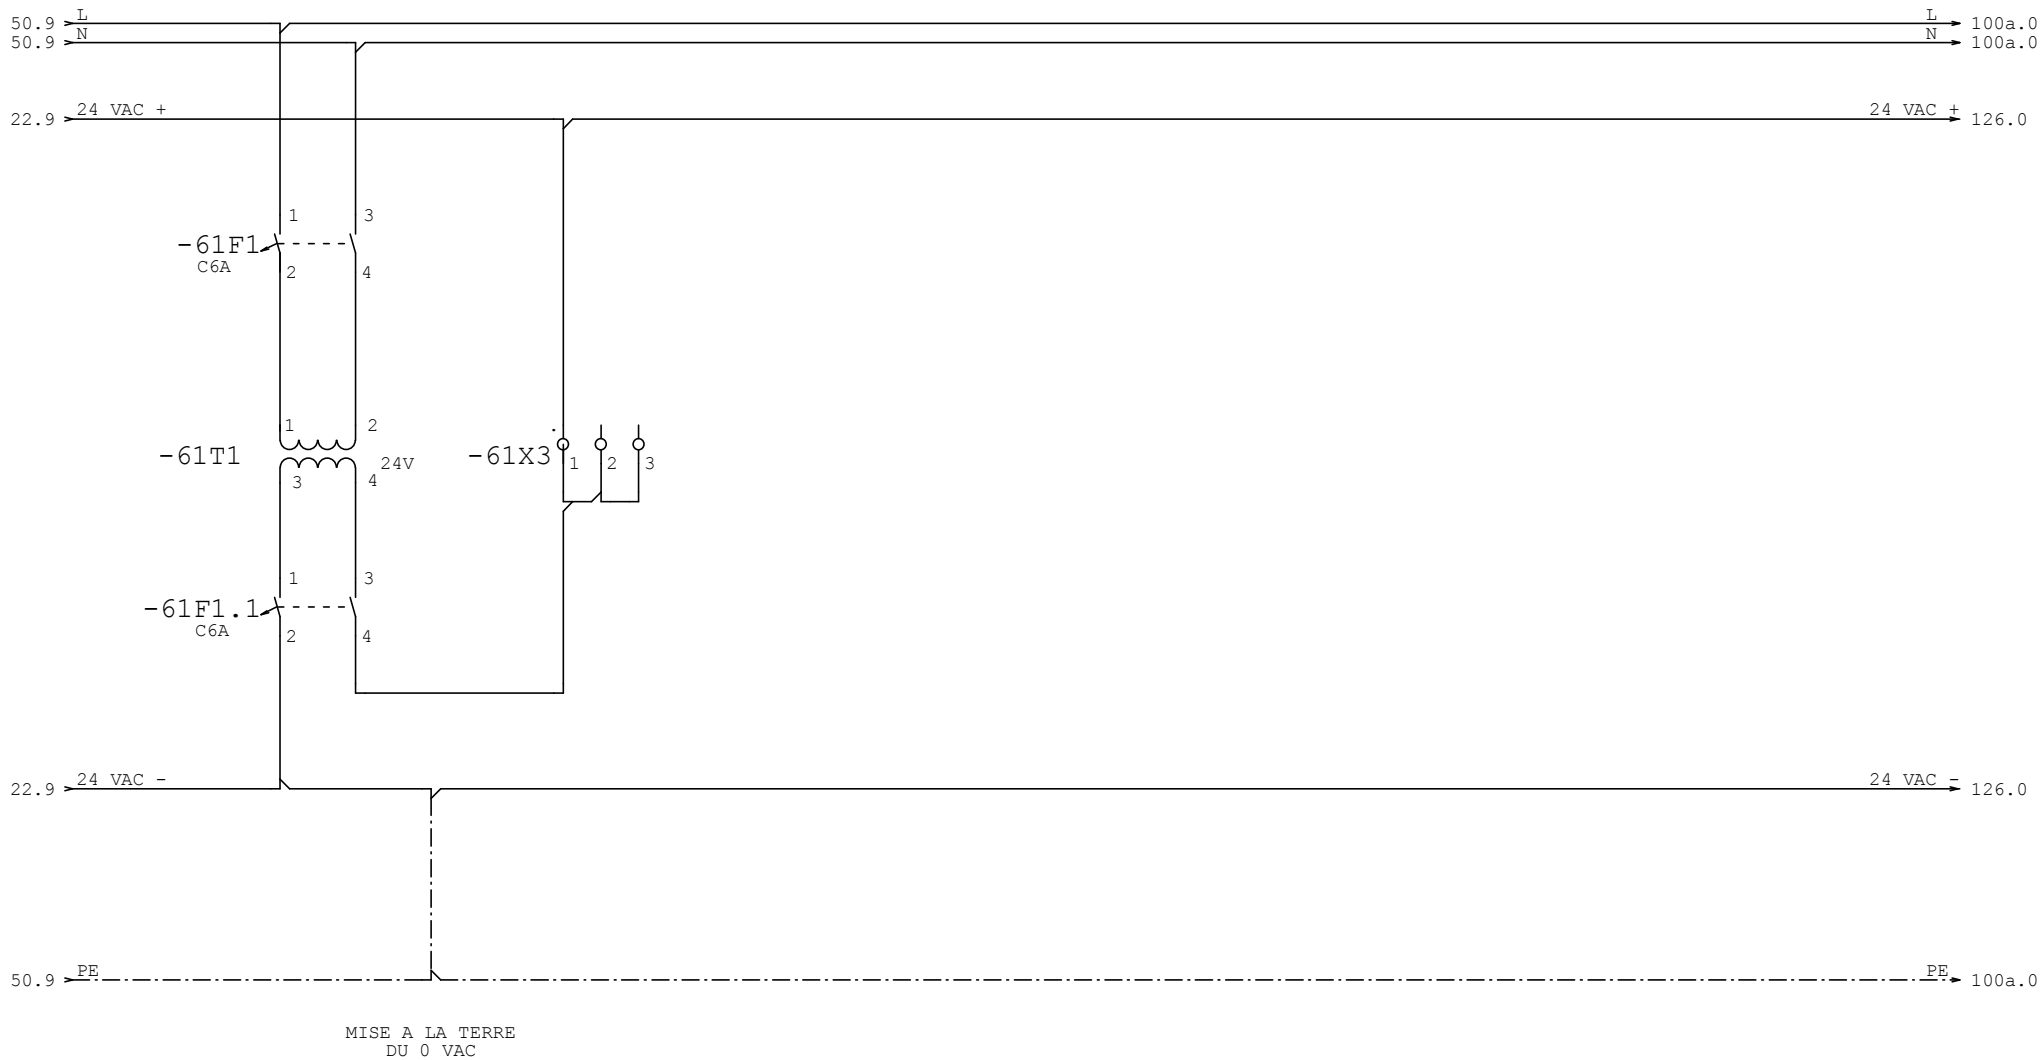 50.9 L L 100a.0
50.9 N N 100a.0
22.9 24 VAC + 24 VAC + 126.0
1 3
-61F1
C6A
2 4
1 2
-61T1 24V -61X3 1 2 3
3 4
1 3
-61F1.1
C6A
2 4
22.9 24 VAC - 24 VAC - 126.0
50.9 PE PE 100a.0
MISE A LA TERRE
DU 0 VAC